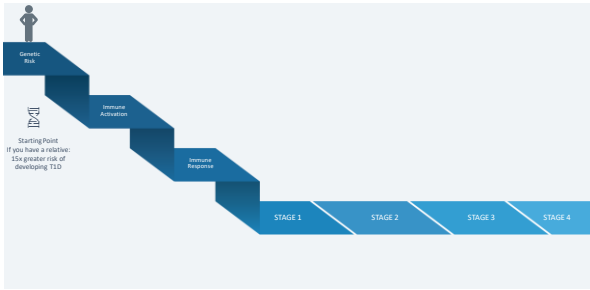 Genetic
Risk
Immune
Activation
Starting Point
If you have a relative:
15x greater risk of
developing T1D
Immune
Response
STAGE 1
STAGE 2
STAGE 3
STAGE 4